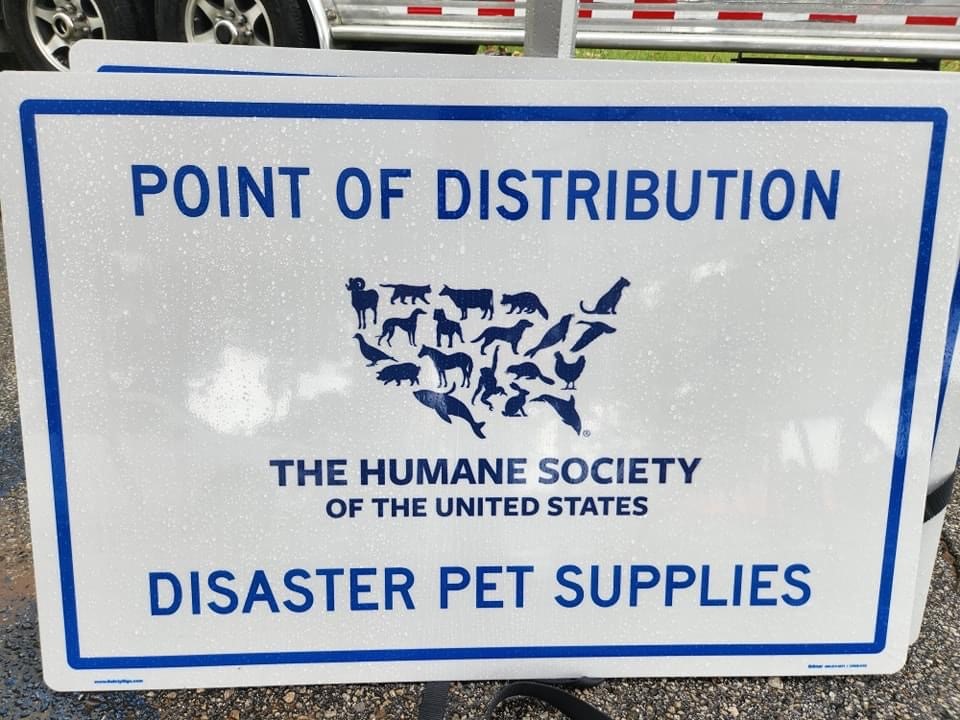 POINT OF DISTRIBUTION
®
THE HUMANE SOCIETY
OF THE UNITED STATES
DISASTER PET SUPPLIES